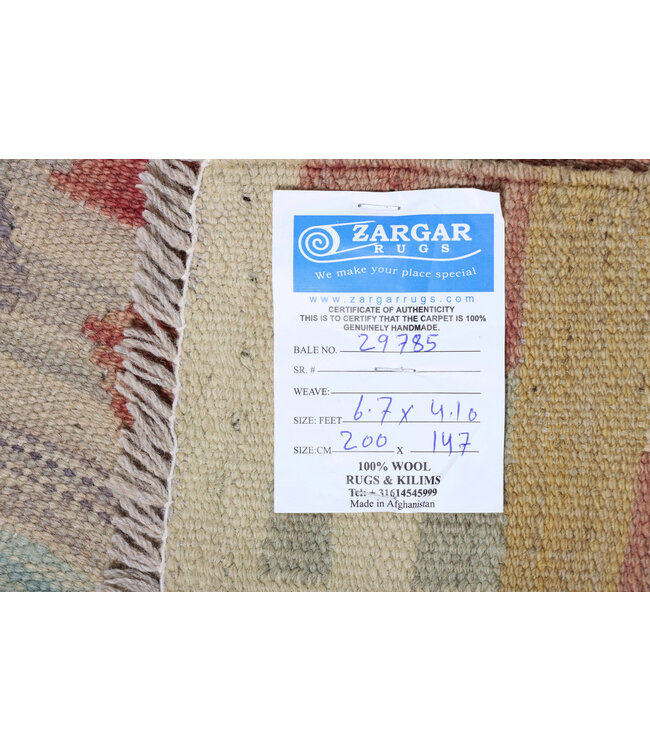 ZARGAR
RUGS
We make your place special
www.zargarrugs.com
CERTIFICATE OF AUTHENTICITY
THIS IS TO CERTIFY THAT THE CARPET IS 100%
GENUINELY HANDMADE.
BALE NO. 29785
SR. #
WEAVE:
SIZE: FEET 6.7 x 4.10
SIZE:CM 200 X 147
100% WOOL
RUGS & KILIMS
Tel: + 31614545999
Made in Afghanistan